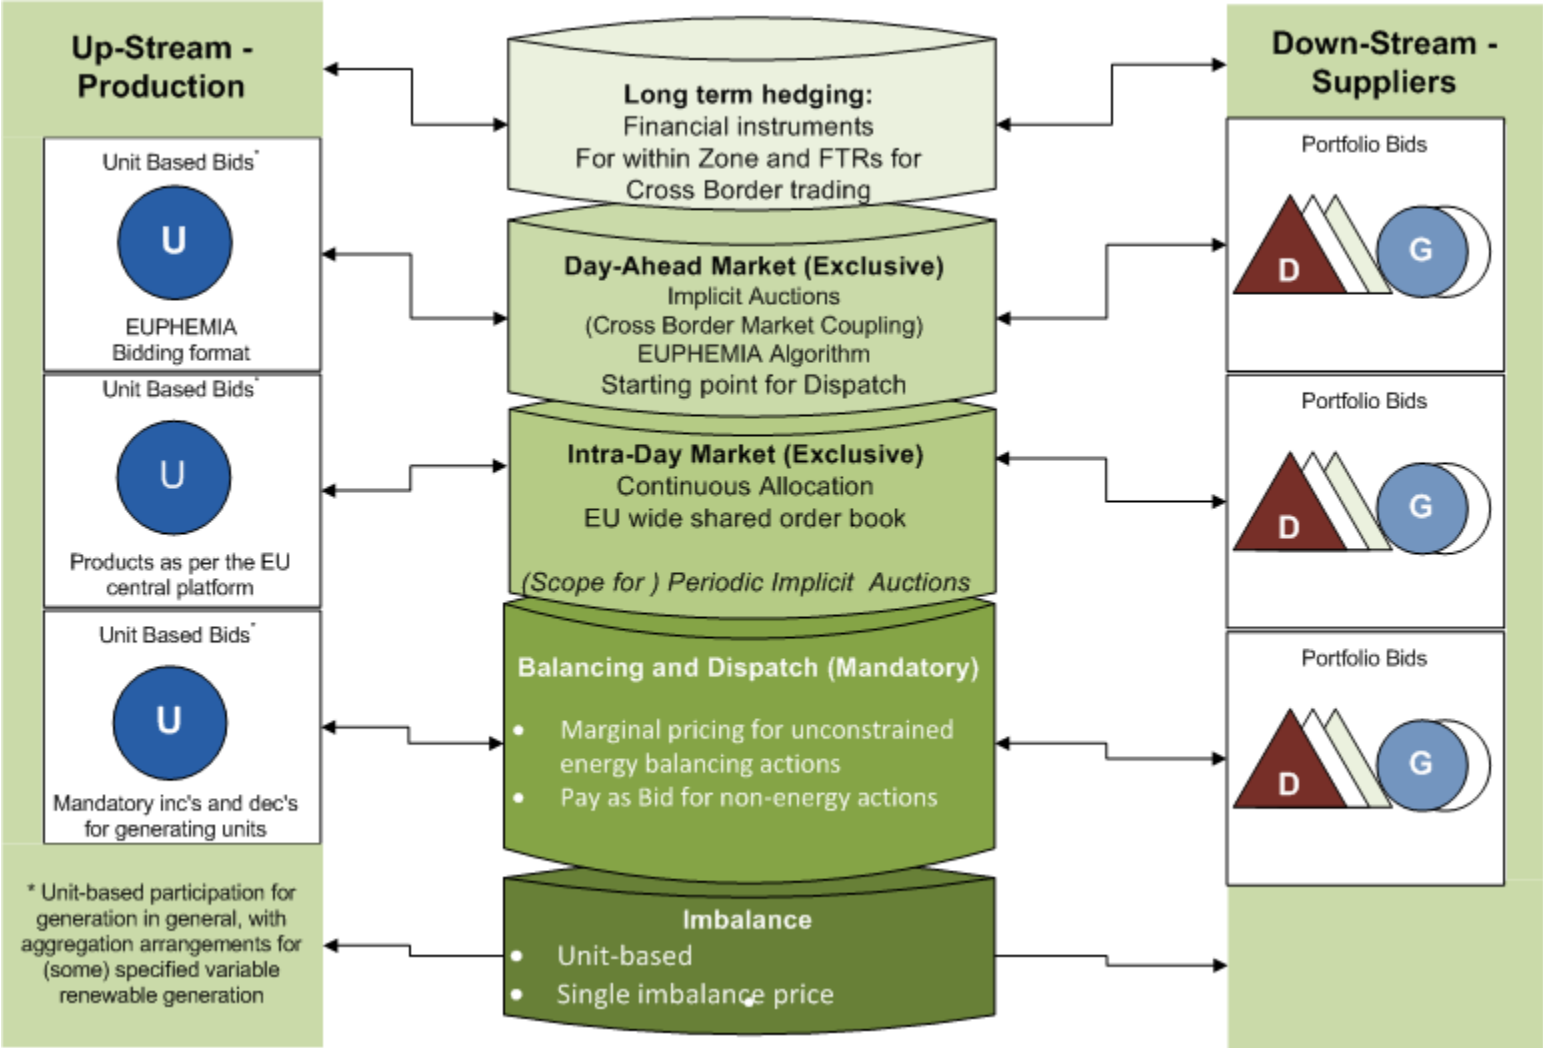 Up-Stream -
Production
Unit Based Bids*
U
EUPHEMIA
Bidding format
Unit Based Bids*
U
Products as per the EU
central platform
Unit Based Bids*
U
Mandatory inc's and dec's
for generating units
* Unit-based participation for
generation in general, with
aggregation arrangements for
(some) specified variable
renewable generation
Long term hedging:
Financial instruments
For within Zone and FTRs for
Cross Border trading
Day-Ahead Market (Exclusive)
Implicit Auctions
(Cross Border Market Coupling)
EUPHEMIA Algorithm
Starting point for Dispatch
Intra-Day Market (Exclusive)
Continuous Allocation
EU wide shared order book
(Scope for ) Periodic Implicit Auctions
Balancing and Dispatch (Mandatory)
• Marginal pricing for unconstrained
energy balancing actions
• Pay as Bid for non-energy actions
Imbalance
• Unit-based
• Single imbalance price
Down-Stream -
Suppliers
Portfolio Bids
D G
Portfolio Bids
D G
Portfolio Bids
D G